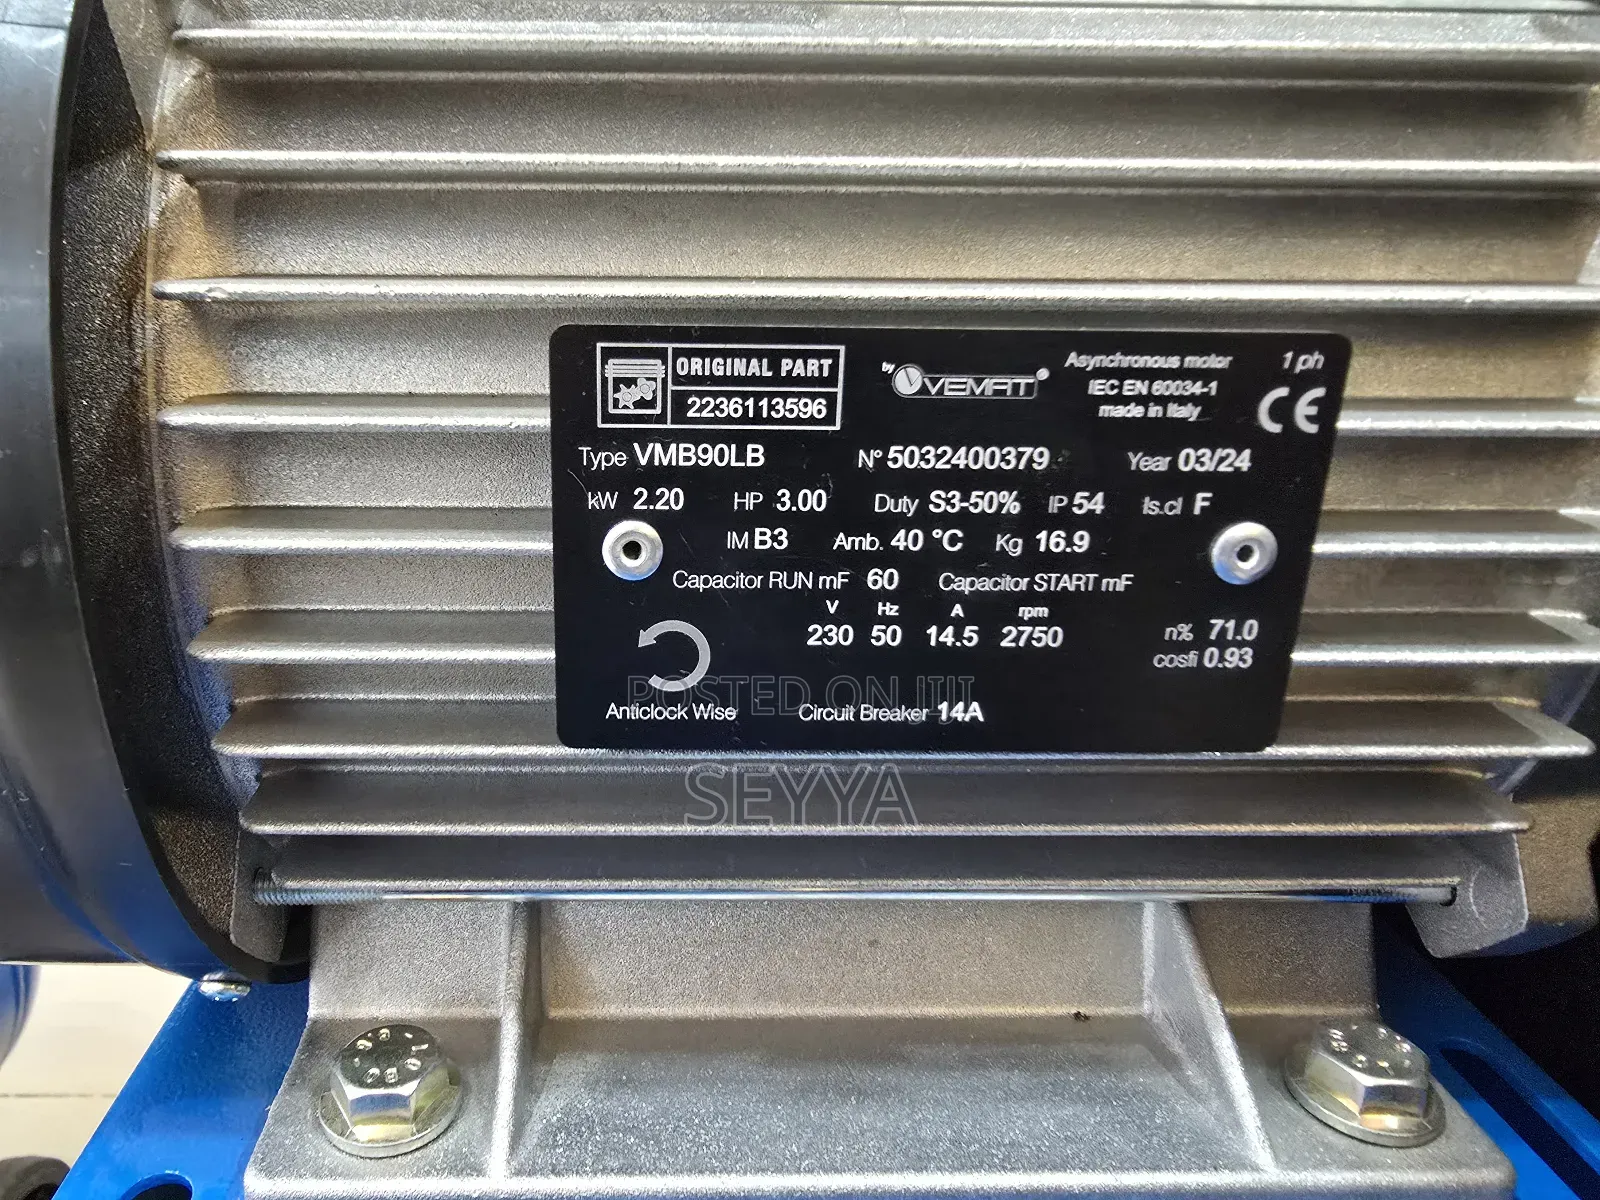 ORIGINAL PART
2236113596
by VEMAT
Asynchronous motor 1 ph
IEC EN 60034-1
made in Italy
CE
Type VMB90LB N° 5032400379 Year 03/24
kW 2.20 HP 3.00 Duty S3-50% IP 54 Is.cl F
IM B3 Amb. 40 °C Kg 16.9
Capacitor RUN mF 60 Capacitor START mF
V Hz A rpm
230 50 14.5 2750
n% 71.0
cosfi 0.93
Anticlock Wise Circuit Breaker 14A
POSTED ON JIJI
SEYYA